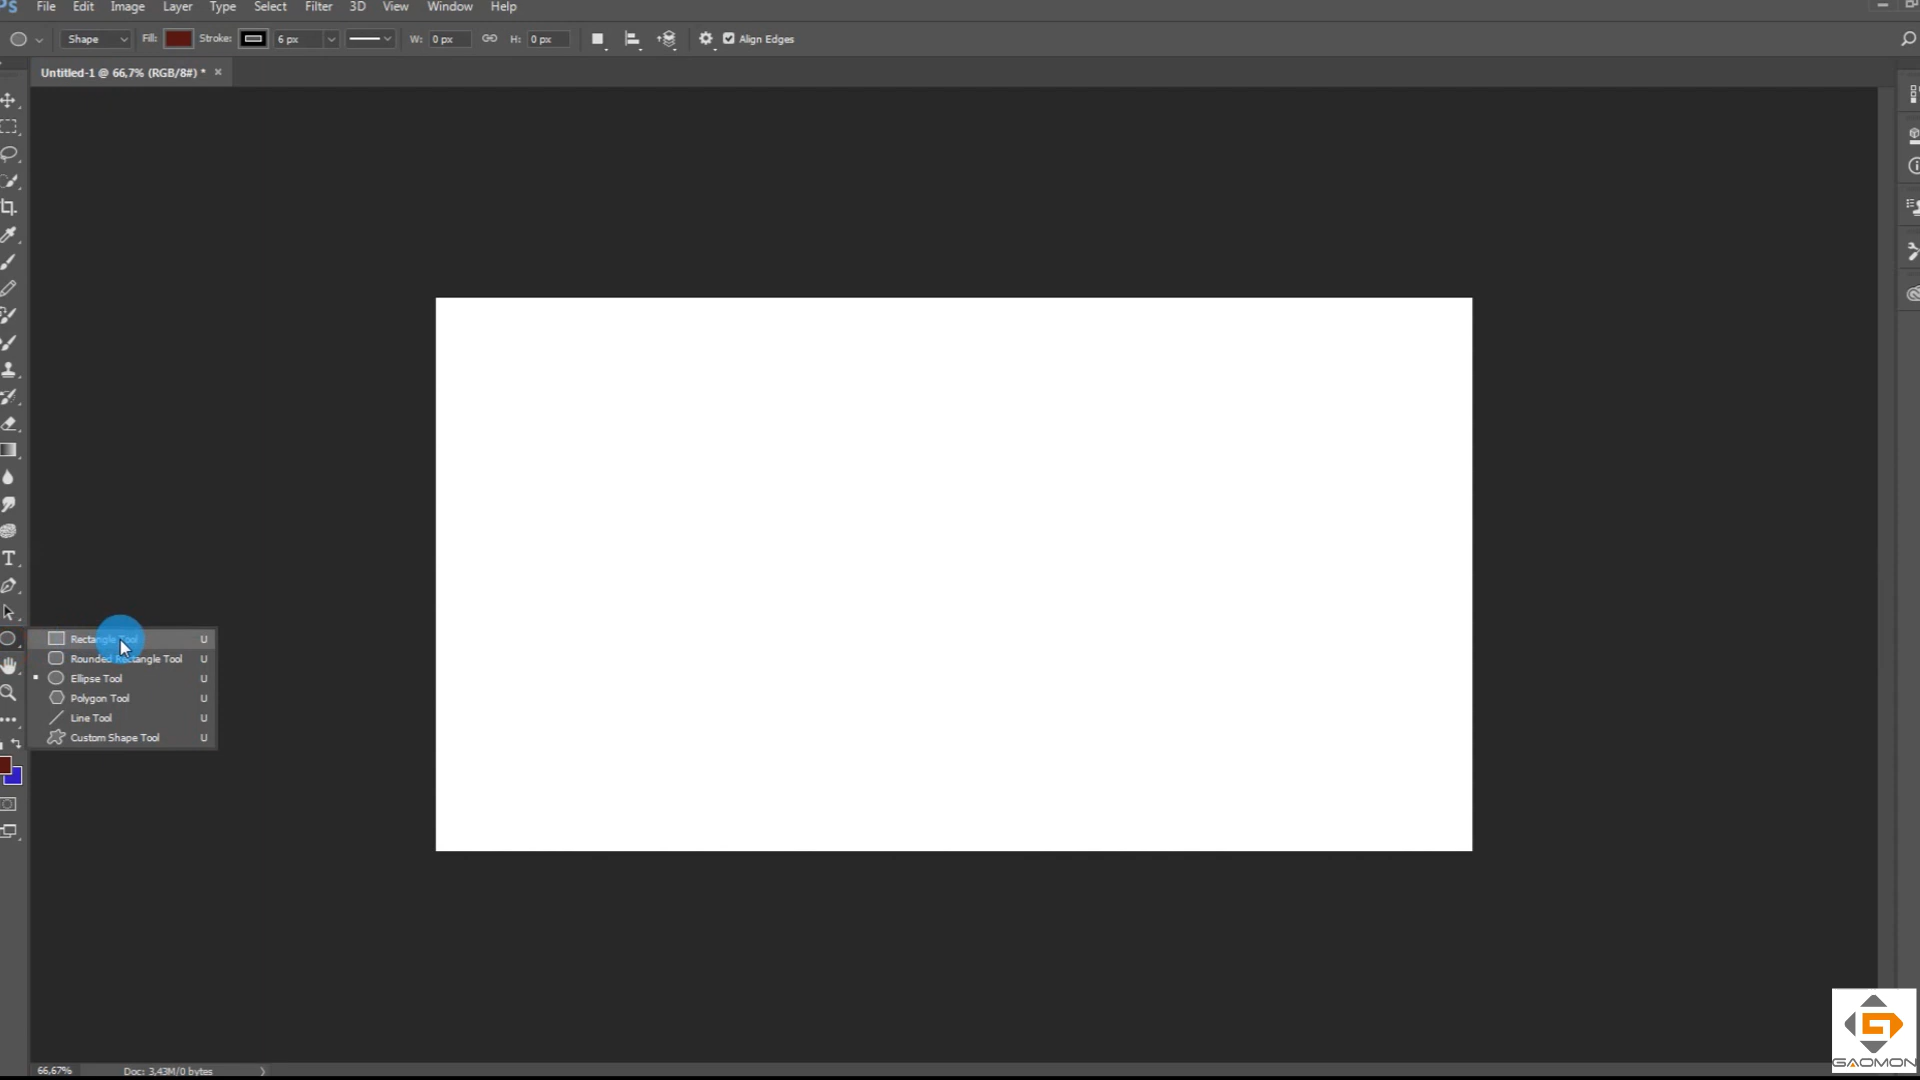 PS File Edit Image Layer Type Select Filter 3D View Window Help
Shape Fill: Stroke: 6 px W: 0 px H: 0 px Align Edges
Untitled-1 @ 66,7% (RGB/8#) * ×
T
Rectangle Tool U
Rounded Rectangle Tool U
Ellipse Tool U
Polygon Tool U
Line Tool U
Custom Shape Tool U
66,67% Doc: 3,43M/0 bytes
GAOMON